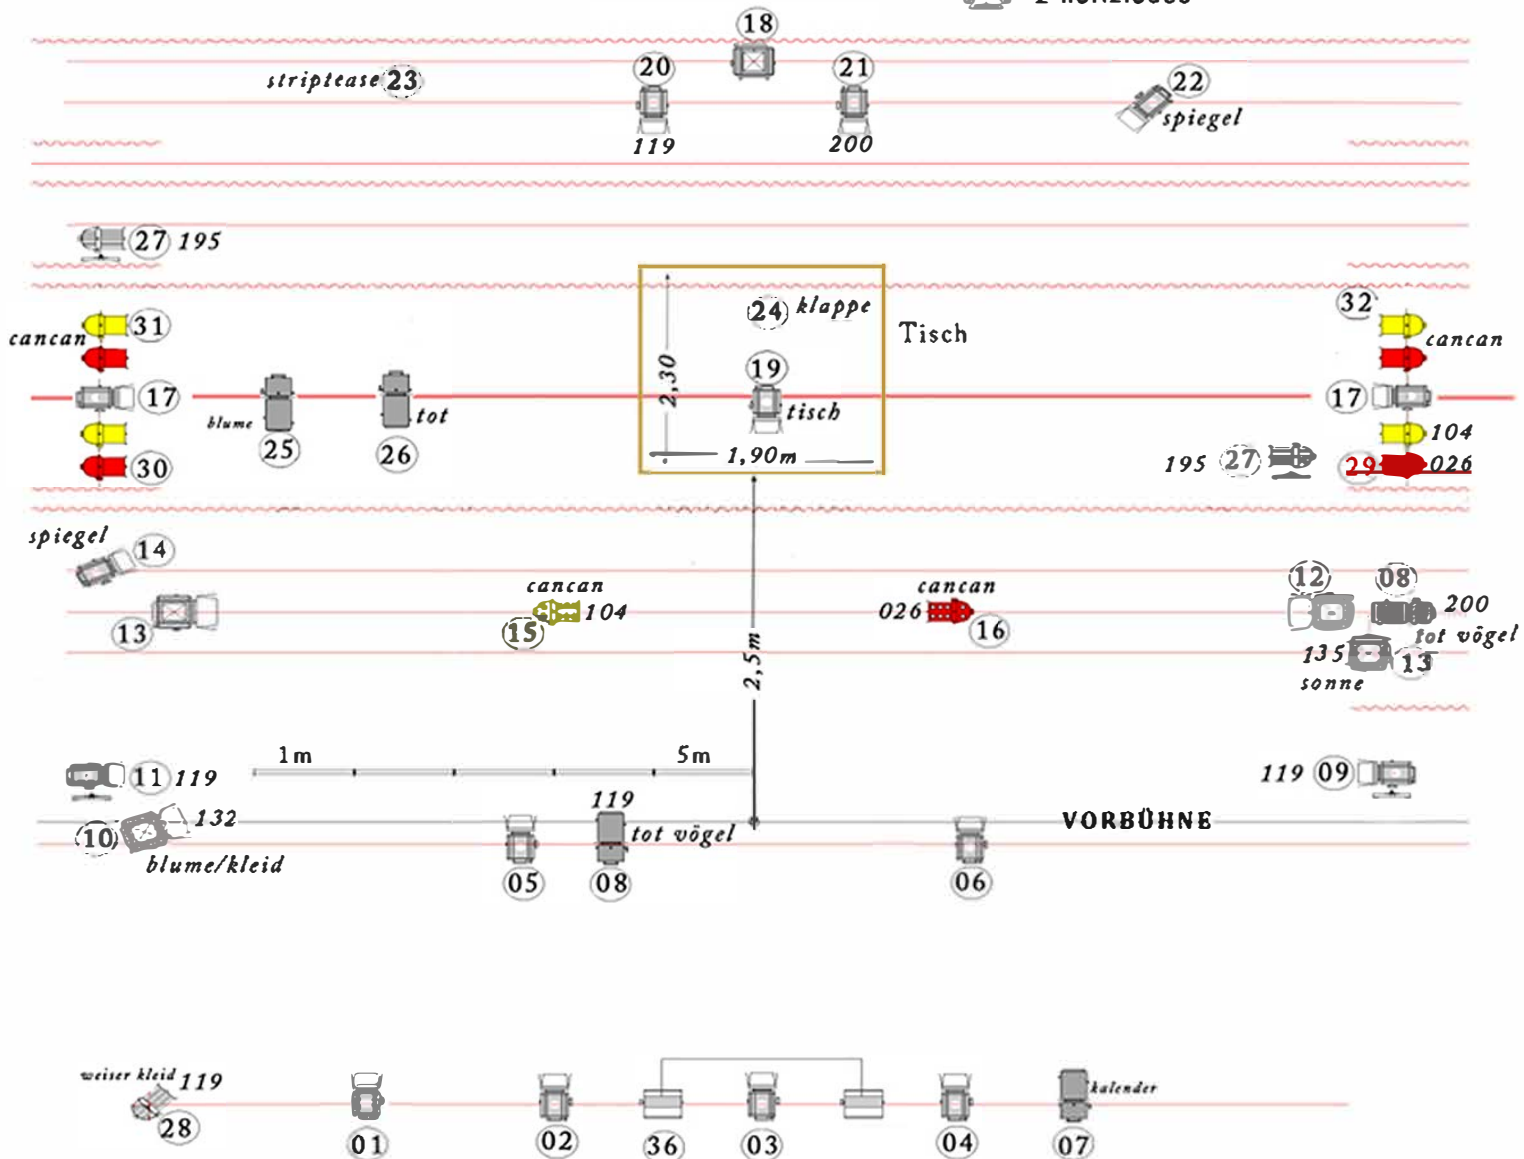 18
striptease 23
20
21
22
spiegel
119
200
27 195
31
cancan
17
30
blume
25
tot
26
24 klappe
Tisch
19
tisch
2,30
1,90m
32
cancan
17
104
195 27
29 026
spiegel
14
13
cancan
104
15
cancan
026
16
12
08
200
tot vögel
135
13
sonne
2,5m
1m
5m
11 119
10
132
blume/kleid
119
tot vögel
05
08
06
119 09
VORBÜHNE
weiser kleid 119
28
01
02
36
03
04
07
kalender